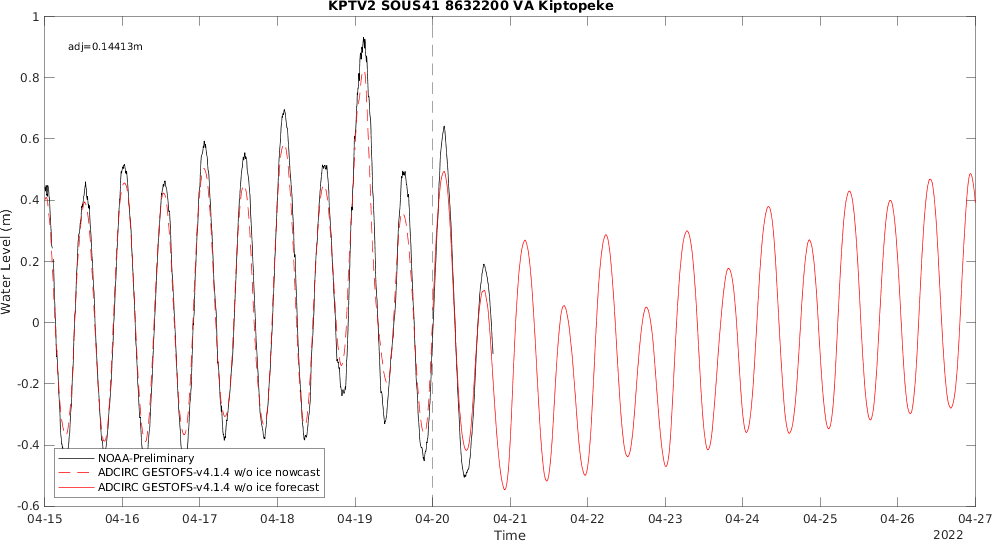 KPTV2 SOUS41 8632200 VA Kiptopeke
adj=0.14413m
1
0.8
0.6
0.4
0.2
0
-0.2
-0.4
-0.6
Water Level (m)
NOAA-Preliminary
ADCIRC GESTOFS-v4.1.4 w/o ice nowcast
ADCIRC GESTOFS-v4.1.4 w/o ice forecast
04-15 04-16 04-17 04-18 04-19 04-20 04-21 04-22 04-23 04-24 04-25 04-26 04-27
Time
2022